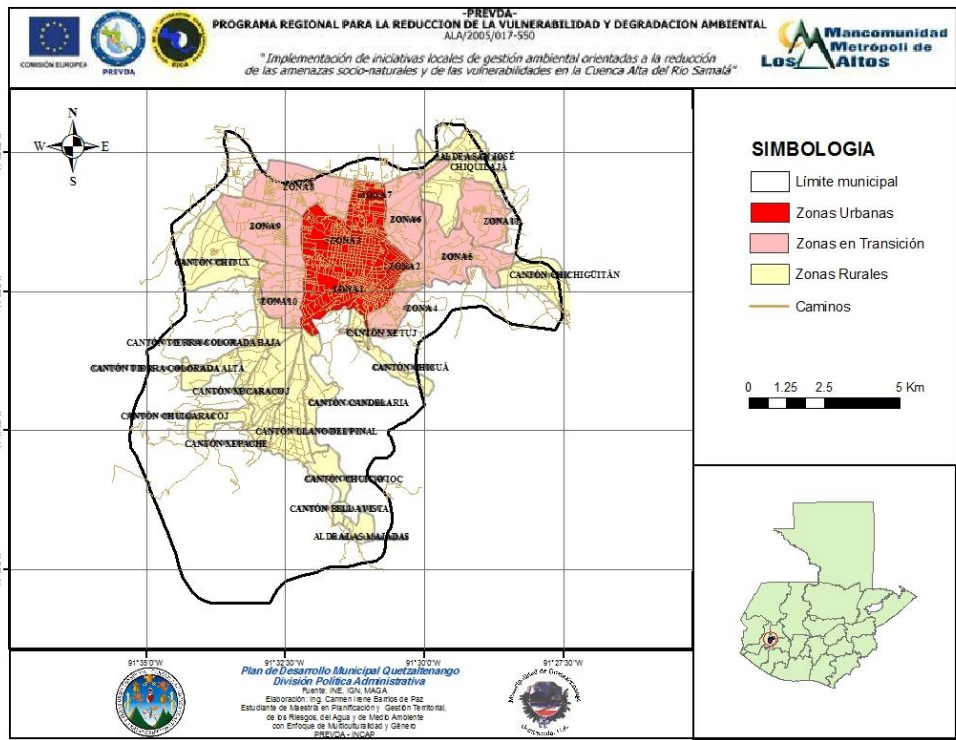 -PREVDA-
PROGRAMA REGIONAL PARA LA REDUCCION DE LA VULNERABILIDAD Y DEGRADACION AMBIENTAL
ALA/2005/017-550
"Implementación de iniciativas locales de gestión ambiental orientadas a la reducción
de las amenazas socio-naturales y de las vulnerabilidades en la Cuenca Alta del Rio Samalá"
COMISIÓN EUROPEA
PREVDA
Mancomunidad
Metrópoli de
Los Altos
N
W E
S
ALDEA SAN JOSÉ
CHIQUILAJÁ
ZONA 8
ZONA 7
ZONA 9
ZONA 6
ZONA 11
ZONA 3
ZONA 5
ZONA 2
CANTÓN CHITUX
CANTÓN CHICHIGÜITÁN
ZONA 1
ZONA 10
ZONA 4
CANTÓN XETUJ
CANTÓN TIERRA COLORADA BAJA
CANTÓN TIERRA COLORADA ALTA
CANTÓN CHICUÁ
CANTÓN XECARACOJ
CANTÓN CANDELARIA
CANTÓN CHUICARACOJ
CANTÓN LLANO DEL PINAL
CANTÓN XEPACHE
CANTÓN CHUICAVIOC
CANTÓN BELLA VISTA
ALDEA LAS MAJADAS
SIMBOLOGIA
Límite municipal
Zonas Urbanas
Zonas en Transición
Zonas Rurales
Caminos
0 1.25 2.5 5 Km
91°35'0"W 91°32'30"W 91°30'0"W 91°27'30"W
Plan de Desarrollo Municipal Quetzaltenango
División Política Administrativa
Fuente: INE, IGN, MAGA
Elaboración: Ing. Carmen Irene Barrios de Paz
Estudiante de Maestría en Planificación y Gestión Territorial,
de los Riesgos, del Agua y de Medio Ambiente
con Enfoque de Multiculturalidad y Género
PREVDA - INCAP